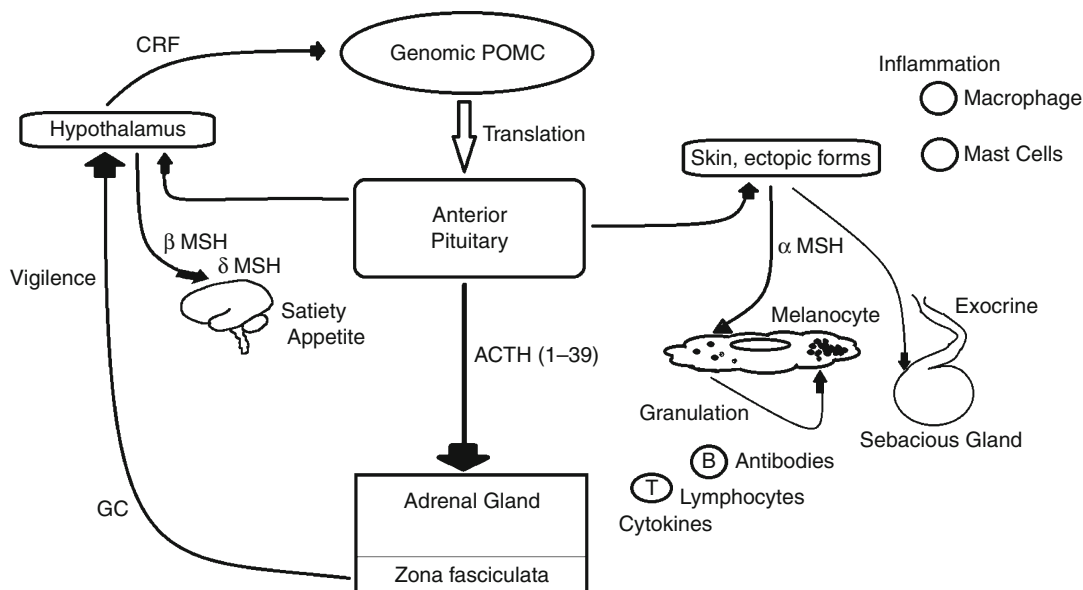 CRF
Genomic POMC
Hypothalamus
Translation
Anterior
Pituitary
β MSH
δ MSH
Vigilence
Satiety
Appetite
ACTH (1–39)
GC
Adrenal Gland
Zona fasciculata
Inflammation
Macrophage
Mast Cells
Skin, ectopic forms
α MSH
Melanocyte
Exocrine
Granulation
Sebacious Gland
B Antibodies
T Lymphocytes
Cytokines